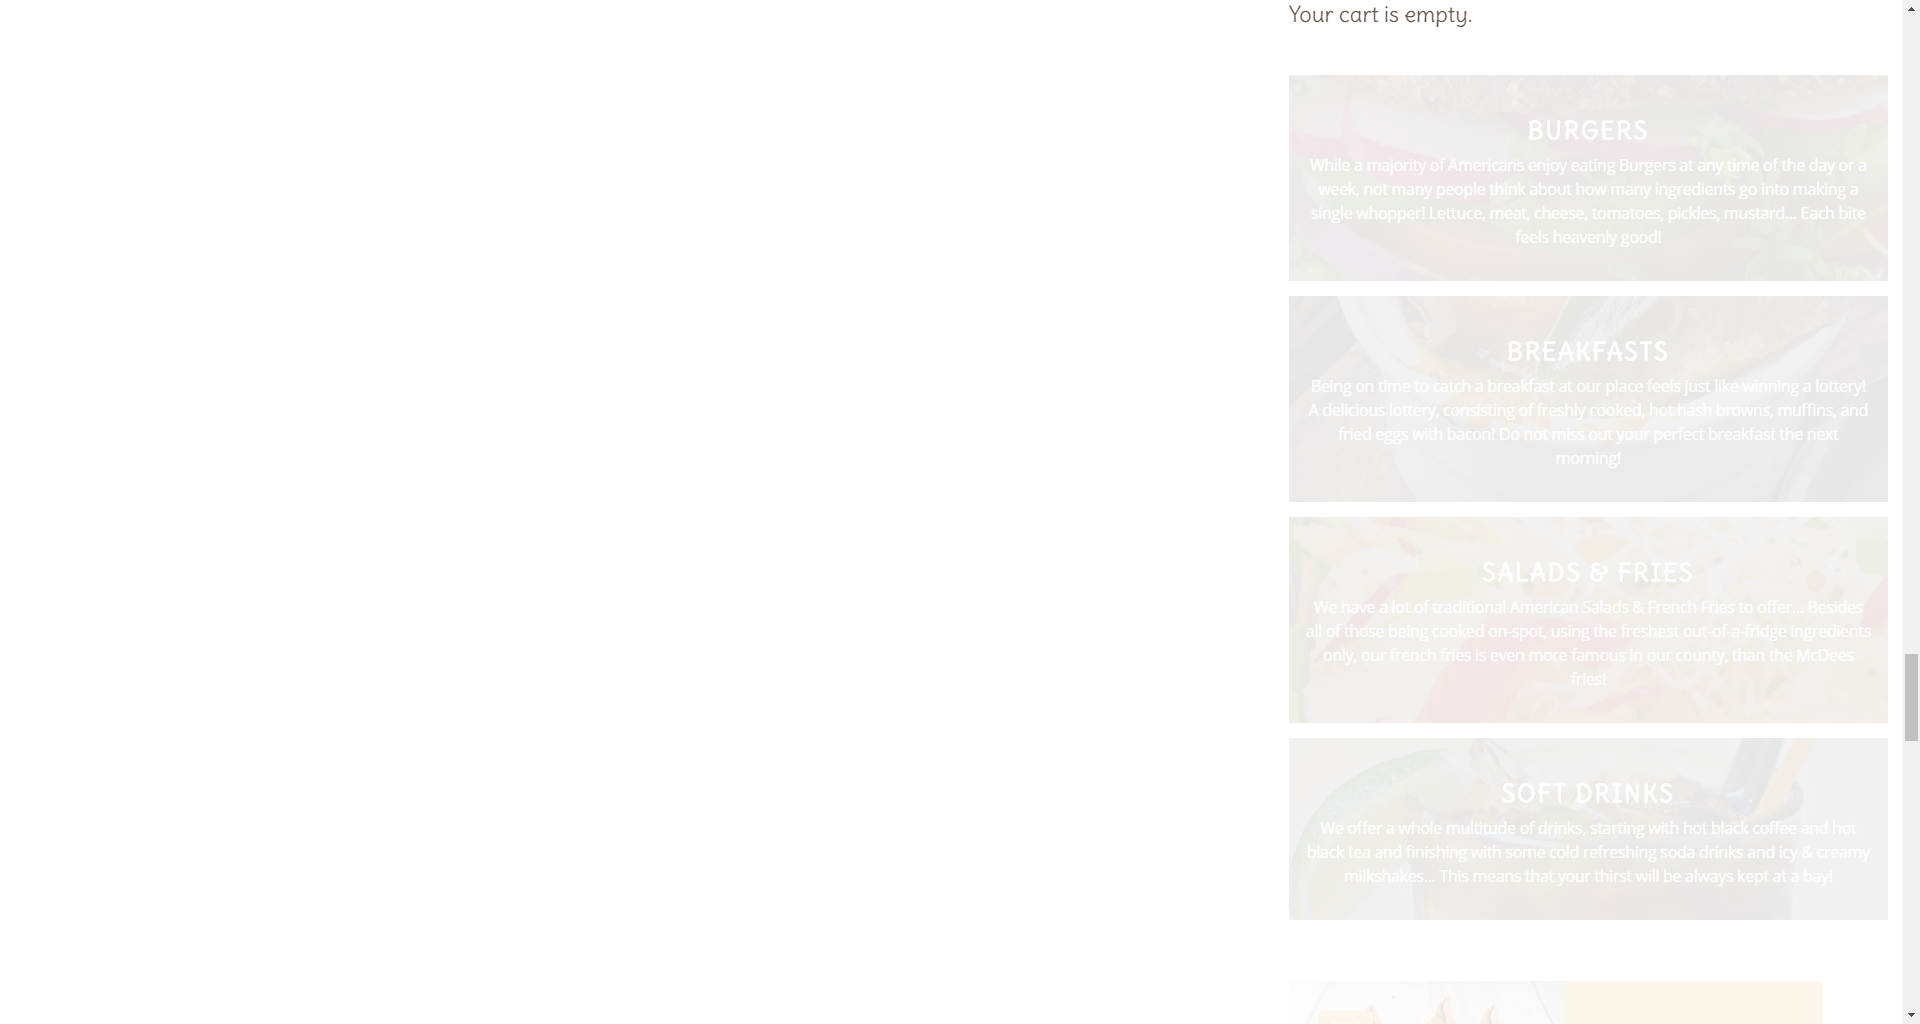 Your cart is empty.
BURGERS
While a majority of Americans enjoy eating Burgers at any time of the day or a
week, not many people think about how many ingredients go into making a
single whopper! Lettuce, meat, cheese, tomatoes, pickles, mustard... Each bite
feels heavenly good!
BREAKFASTS
Being on time to catch a breakfast at our place feels just like winning a lottery!
A delicious lottery, consisting of freshly cooked, hot hash browns, muffins, and
fried eggs with bacon! Do not miss out your perfect breakfast the next
morning!
SALADS & FRIES
We have a lot of traditional American Salads & French Fries to offer... Besides
all of those being cooked on-spot, using the freshest out-of-a-fridge ingredients
only, our french fries is even more famous in our county, than the McDees
fries!
SOFT DRINKS
We offer a whole multitude of drinks, starting with hot black coffee and hot
black tea and finishing with some cold refreshing soda drinks and icy & creamy
milkshakes... This means that your thirst will be always kept at a bay!